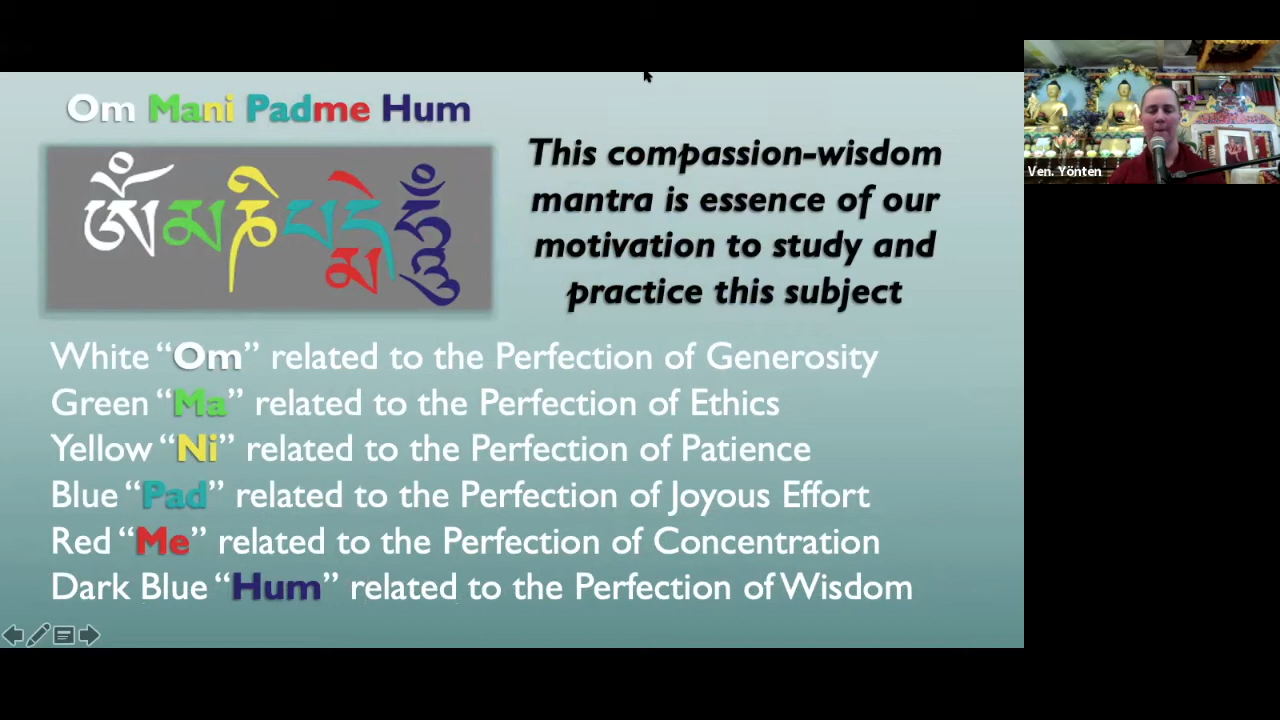 Om Mani Padme Hum
ཨོཾ་མ་ཎི་པདྨེ་ཧཱུྃ
This compassion-wisdom
mantra is essence of our
motivation to study and
practice this subject
White “Om” related to the Perfection of Generosity
Green “Ma” related to the Perfection of Ethics
Yellow “Ni” related to the Perfection of Patience
Blue “Pad” related to the Perfection of Joyous Effort
Red “Me” related to the Perfection of Concentration
Dark Blue “Hum” related to the Perfection of Wisdom
Ven. Yönten